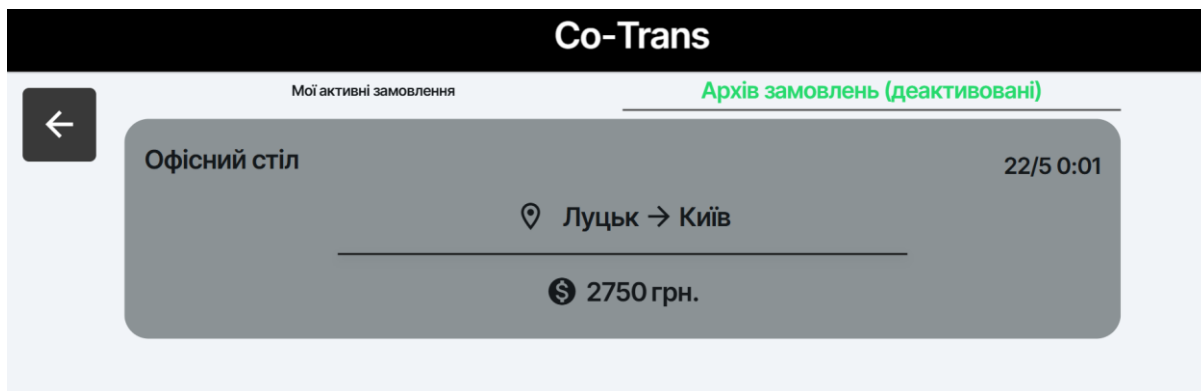 Co-Trans
Мої активні замовлення
Архів замовлень (деактивовані)
Офісний стіл
22/5 0:01
Луцьк → Київ
2750 грн.